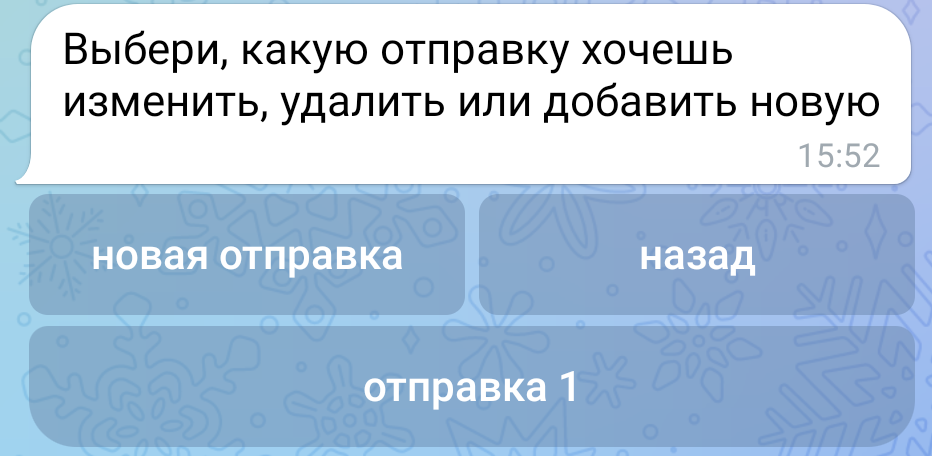 Выбери, какую отправку хочешь
изменить, удалить или добавить новую
15:52
новая отправка
назад
отправка 1